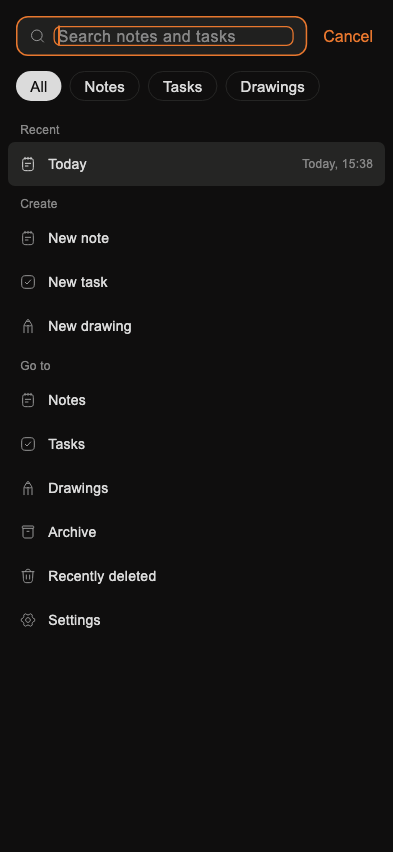 Search notes and tasks Cancel
All Notes Tasks Drawings
Recent
Today Today, 15:38
Create
New note
New task
New drawing
Go to
Notes
Tasks
Drawings
Archive
Recently deleted
Settings